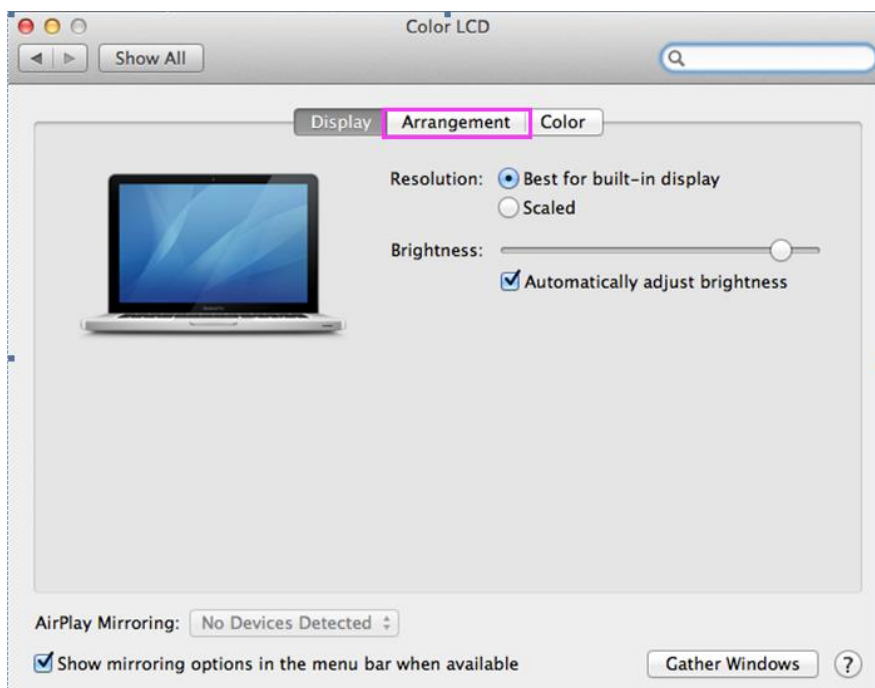 Color LCD
Show All
Display Arrangement Color
Resolution: Best for built-in display
Scaled
Brightness:
Automatically adjust brightness
AirPlay Mirroring: No Devices Detected
Show mirroring options in the menu bar when available
Gather Windows ?